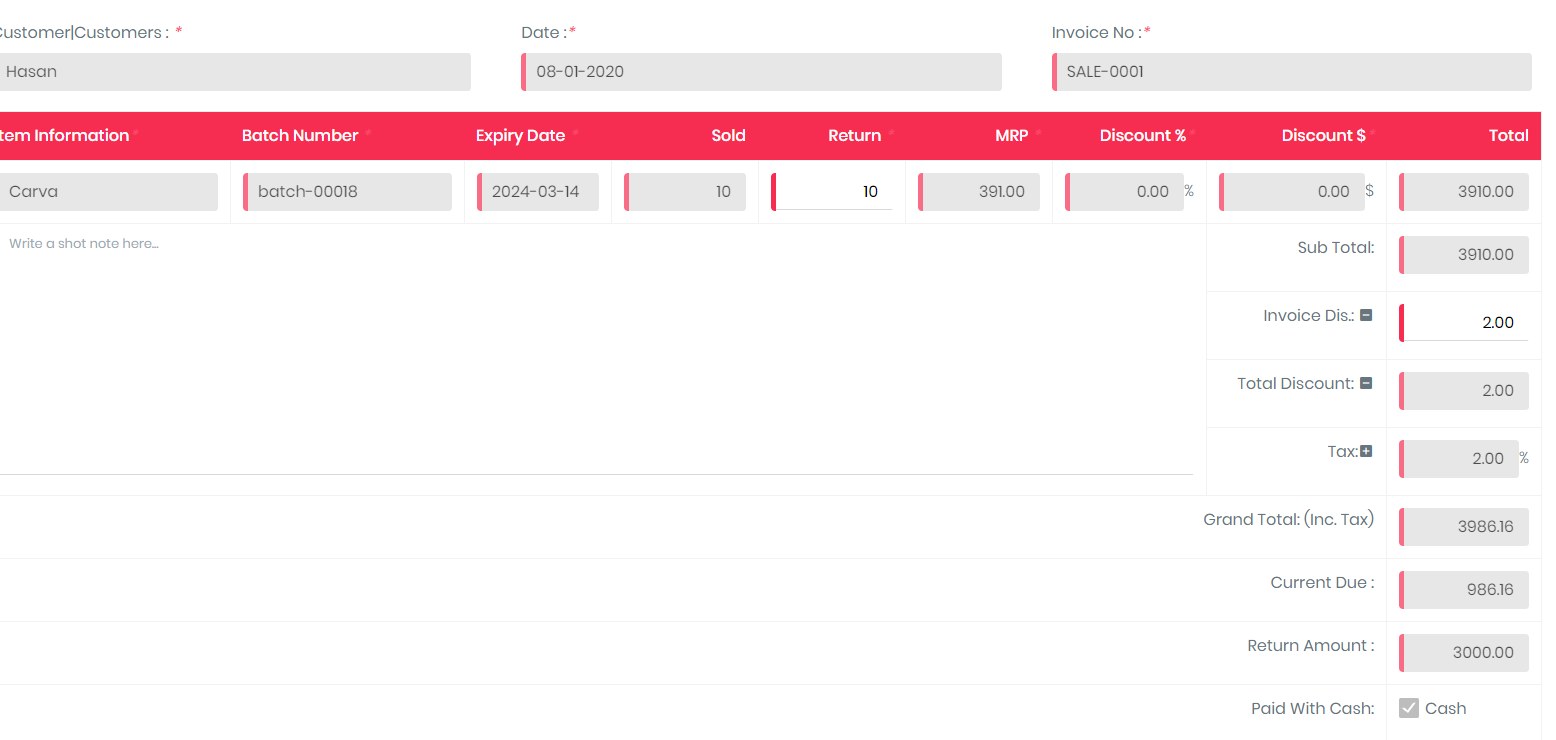 Customer|Customers : * Date :* Invoice No :*
Hasan 08-01-2020 SALE-0001
tem Information * Batch Number * Expiry Date * Sold Return * MRP * Discount % * Discount $ * Total
Carva batch-00018 2024-03-14 10 10 391.00 0.00 % 0.00 $ 3910.00
Write a shot note here...
Sub Total: 3910.00
Invoice Dis.: 2.00
Total Discount: 2.00
Tax: 2.00 %
Grand Total: (Inc. Tax) 3986.16
Current Due : 986.16
Return Amount : 3000.00
Paid With Cash: Cash